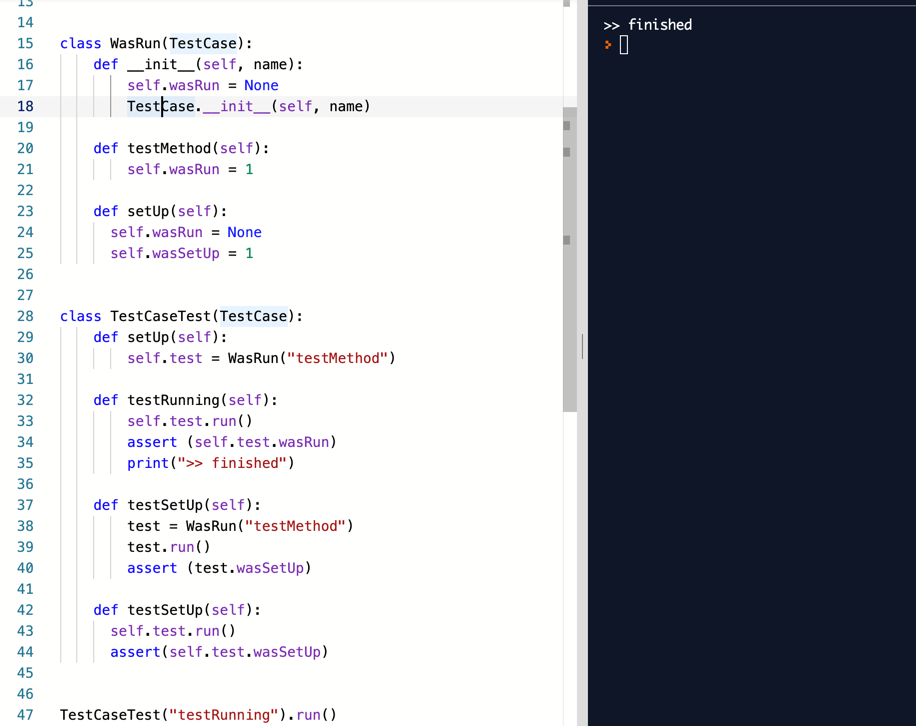 13
14
15 class WasRun(TestCase):
16     def __init__(self, name):
17         self.wasRun = None
18         TestCase.__init__(self, name)
19
20     def testMethod(self):
21         self.wasRun = 1
22
23     def setUp(self):
24       self.wasRun = None
25       self.wasSetUp = 1
26
27
28 class TestCaseTest(TestCase):
29     def setUp(self):
30         self.test = WasRun("testMethod")
31
32     def testRunning(self):
33         self.test.run()
34         assert (self.test.wasRun)
35         print(">> finished")
36
37     def testSetUp(self):
38         test = WasRun("testMethod")
39         test.run()
40         assert (test.wasSetUp)
41
42     def testSetUp(self):
43       self.test.run()
44       assert(self.test.wasSetUp)
45
46
47 TestCaseTest("testRunning").run()
>> finished